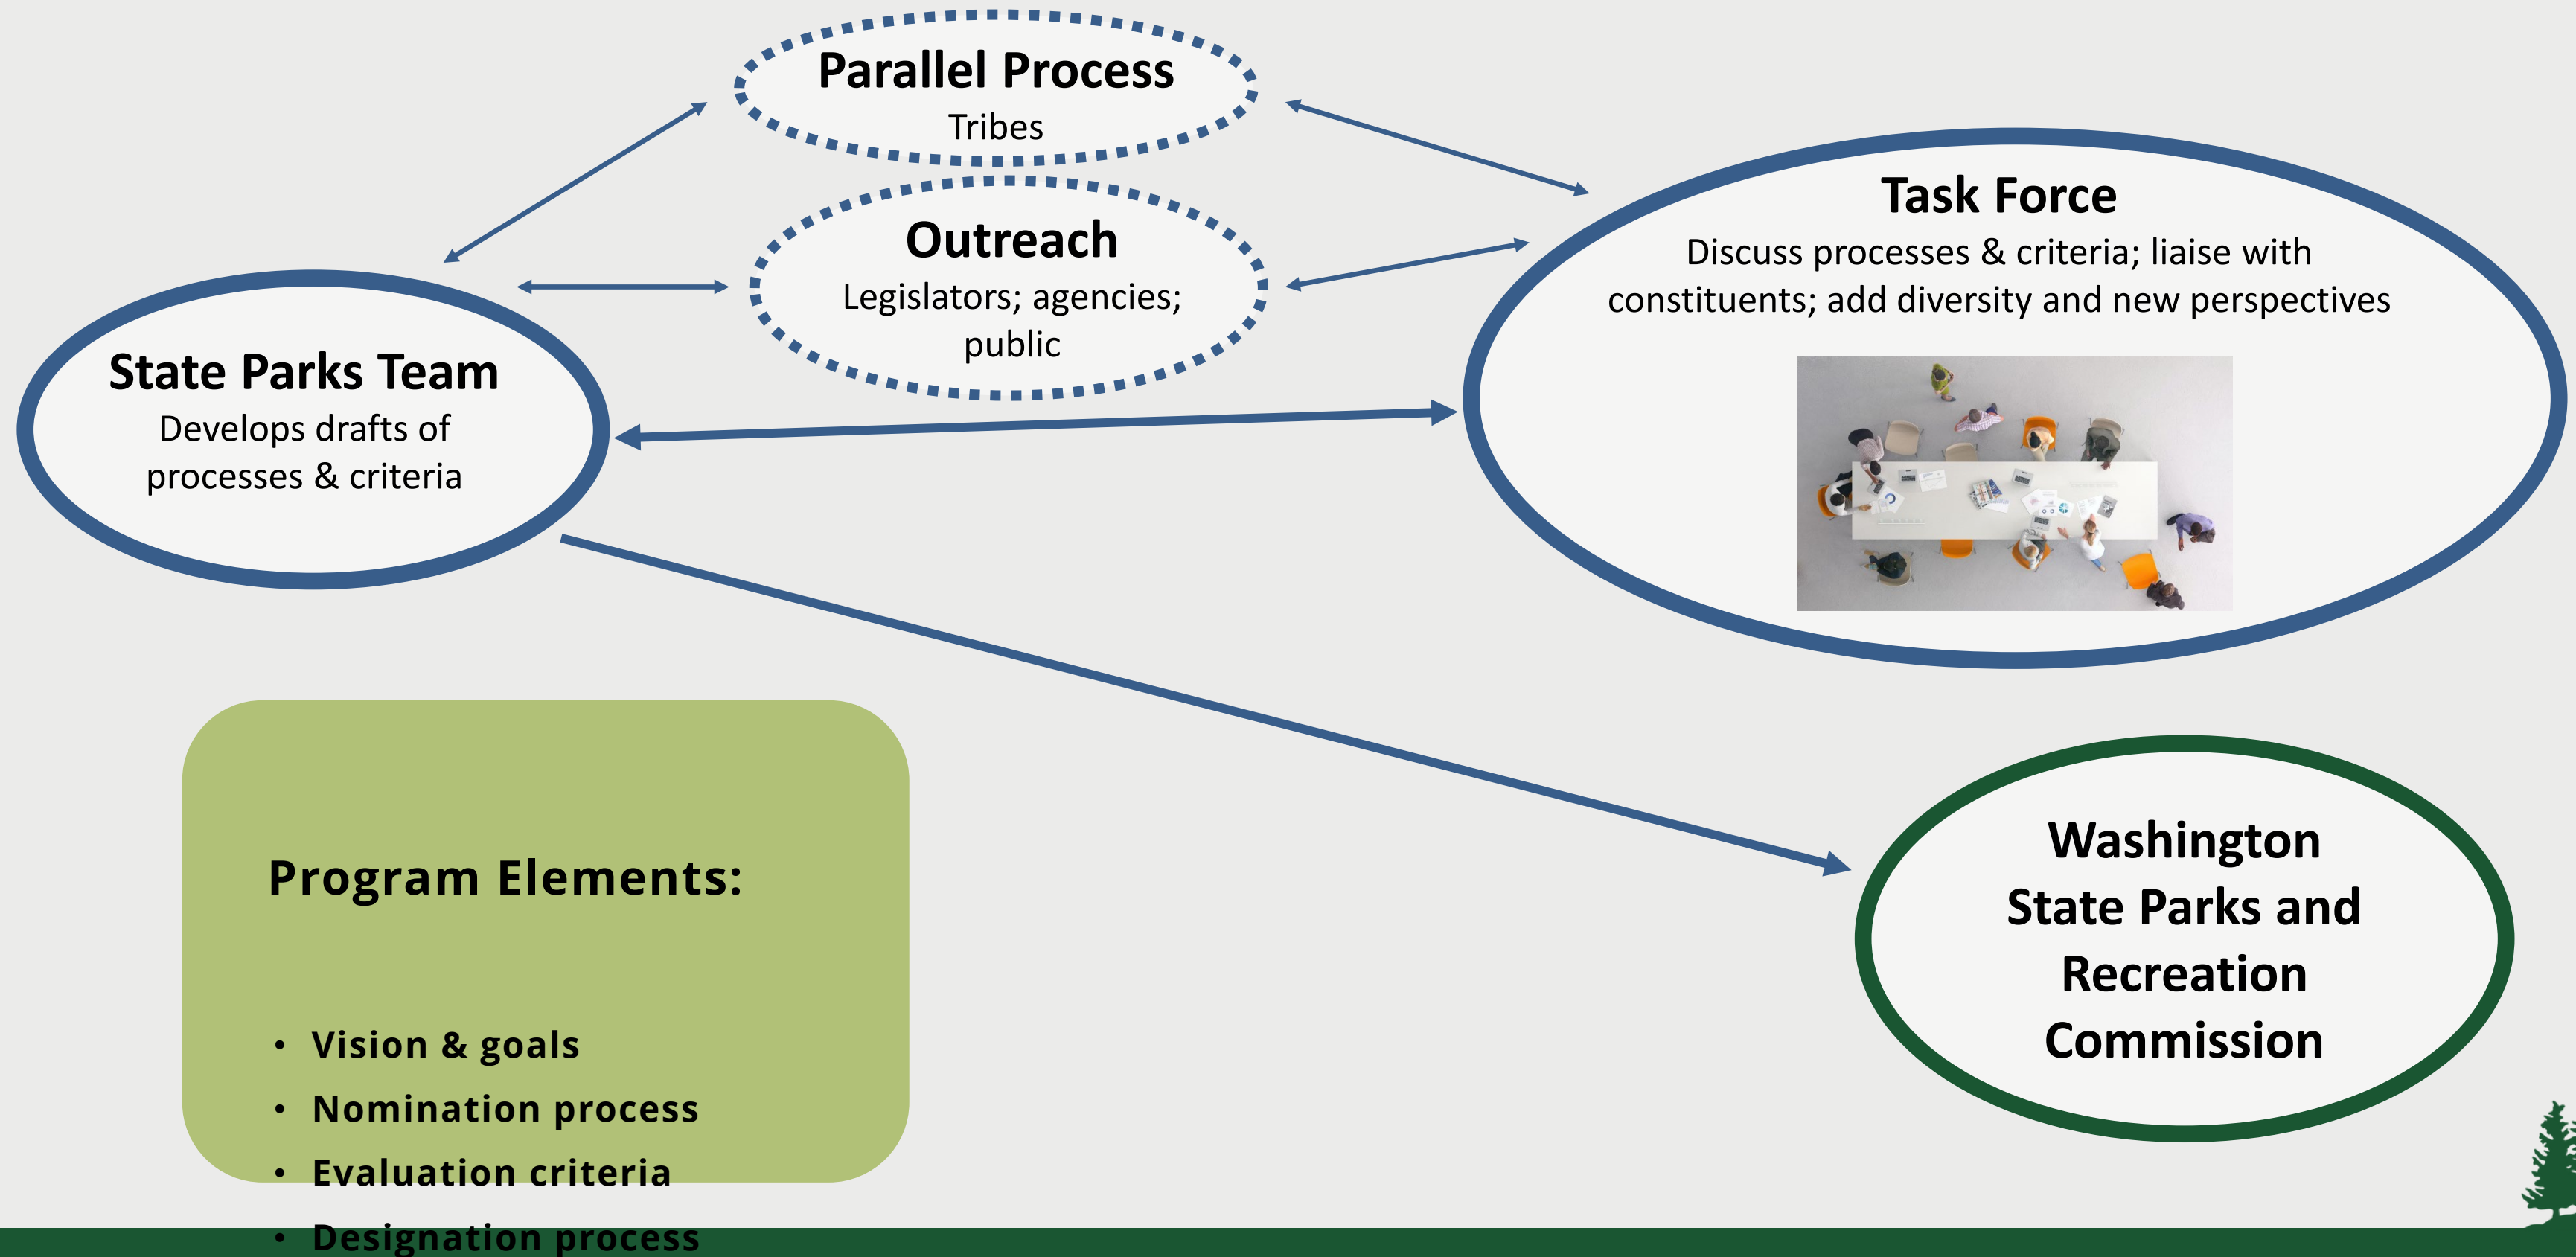 Parallel Process
Tribes
Outreach
Legislators; agencies;
public
Task Force
Discuss processes & criteria; liaise with
constituents; add diversity and new perspectives
State Parks Team
Develops drafts of
processes & criteria
Program Elements:
• Vision & goals
• Nomination process
• Evaluation criteria
• Designation process
Washington
State Parks and
Recreation
Commission